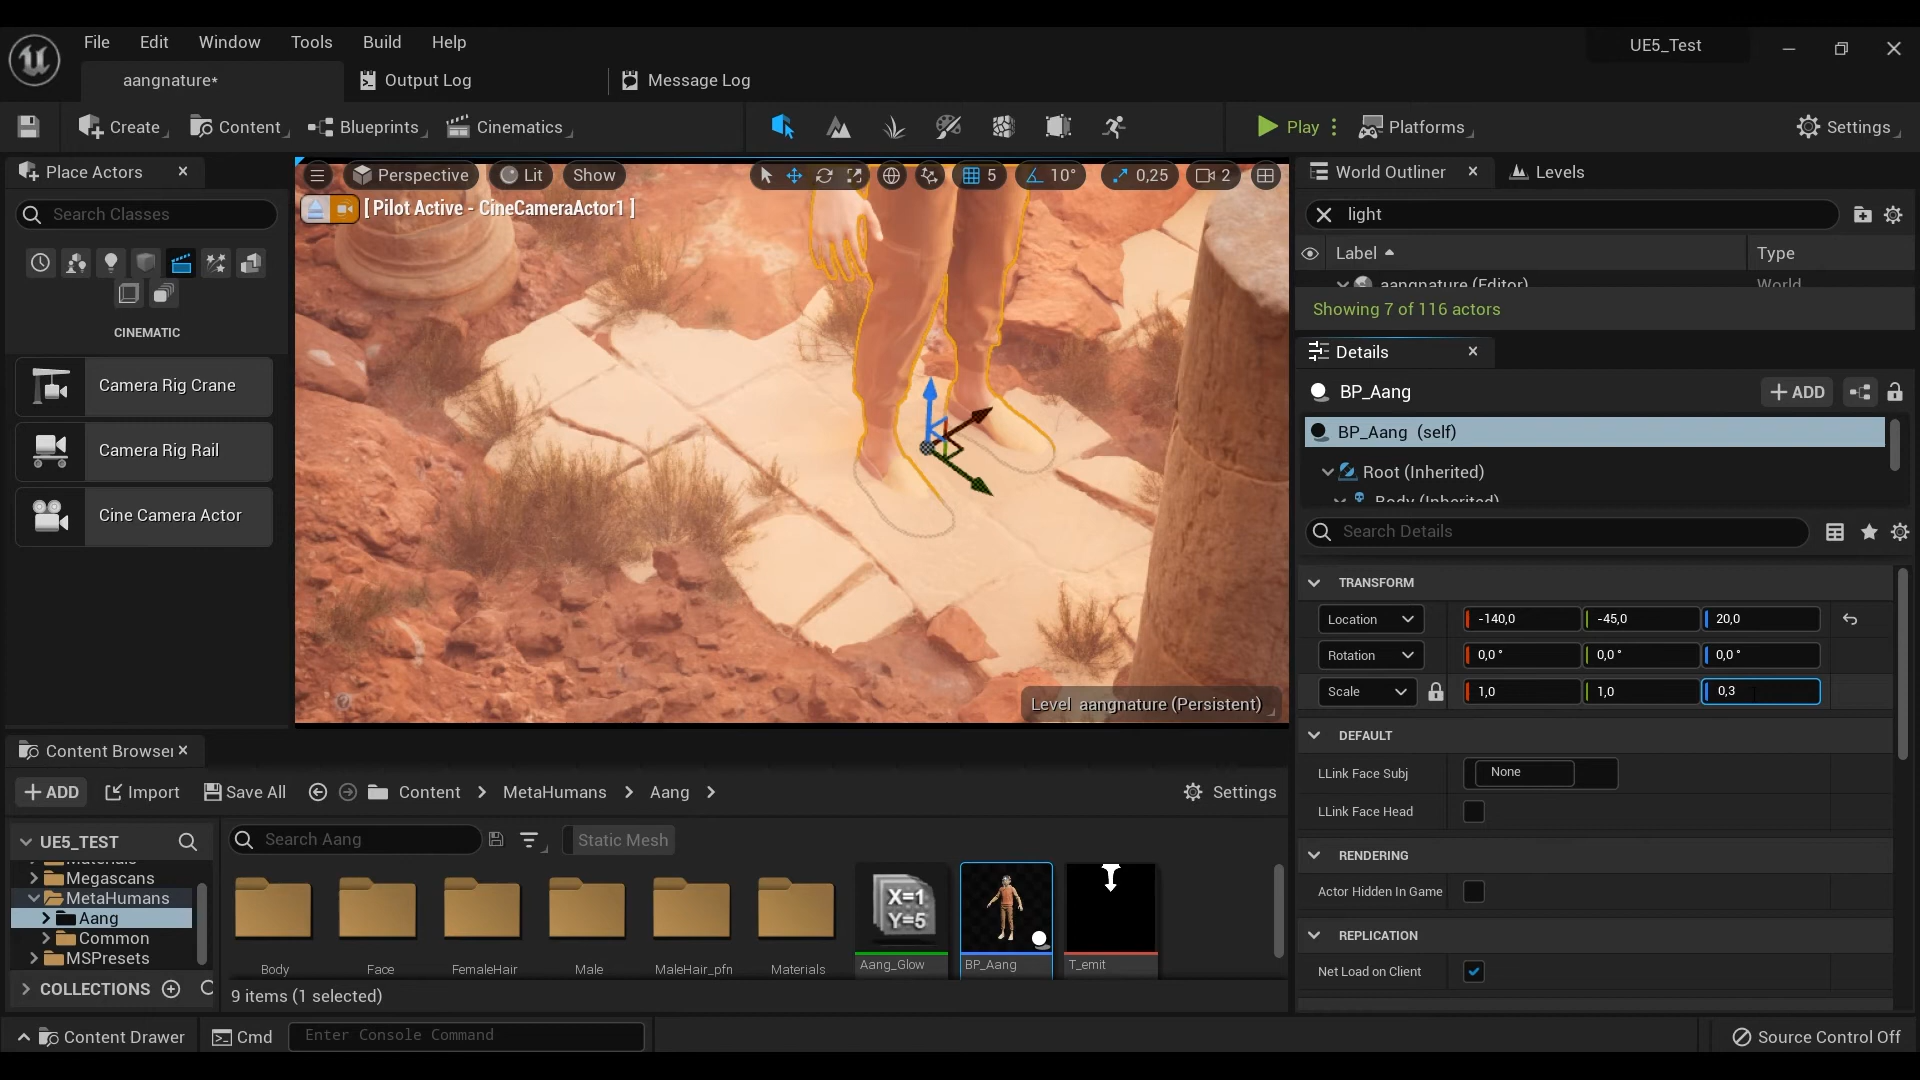 File
Edit
Window
Tools
Build
Help
UE5_Test
aangnature*
Output Log
Message Log
Create
Content
Blueprints
Cinematics
Play
Platforms
Settings
Place Actors
Search Classes
CINEMATIC
Camera Rig Crane
Camera Rig Rail
Cine Camera Actor
Perspective
Lit
Show
5
10°
0,25
2
[ Pilot Active - CineCameraActor1 ]
Level aangnature (Persistent)
World Outliner
Levels
light
Label
Type
aangnature (Editor)
World
Showing 7 of 116 actors
Details
BP_Aang
ADD
BP_Aang (self)
Root (Inherited)
Body (Inherited)
Search Details
TRANSFORM
Location
-140,0
-45,0
20,0
Rotation
0,0 °
0,0 °
0,0 °
Scale
1,0
1,0
0,3
DEFAULT
LLink Face Subj
None
LLink Face Head
RENDERING
Actor Hidden In Game
REPLICATION
Net Load on Client
Content Browser
ADD
Import
Save All
Content
MetaHumans
Aang
Settings
UE5_TEST
Materials
Megascans
MetaHumans
Aang
Common
MSPresets
COLLECTIONS
Search Aang
Static Mesh
X=1
Y=5
Body
Face
FemaleHair
Male
MaleHair_pfn
Materials
Aang_Glow
BP_Aang
T_emit
9 items (1 selected)
Content Drawer
Cmd
Enter Console Command
Source Control Off